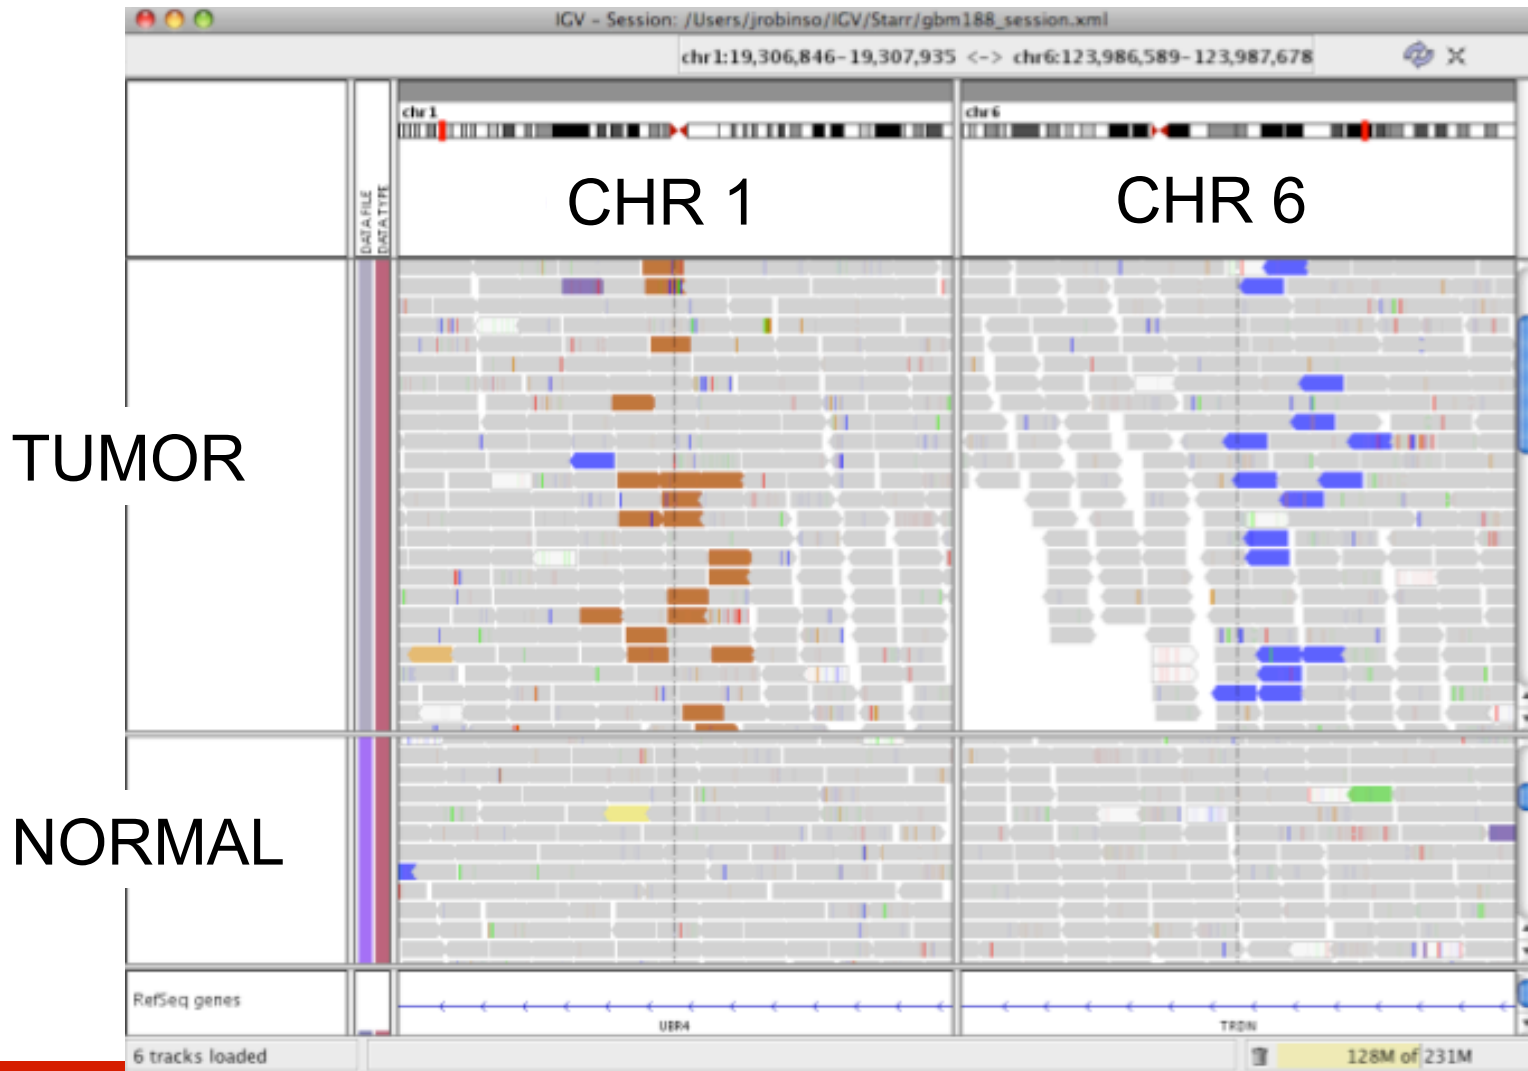 IGV - Session: /Users/jrobinso/IGV/Starr/gbm188_session.xml
chr1:19,306,846-19,307,935 <-> chr6:123,986,589-123,987,678
chr1
chr6
DATA FILE
DATA TYPE
CHR 1
CHR 6
TUMOR
NORMAL
RefSeq genes
UBR4
TRDN
6 tracks loaded
128M of 231M